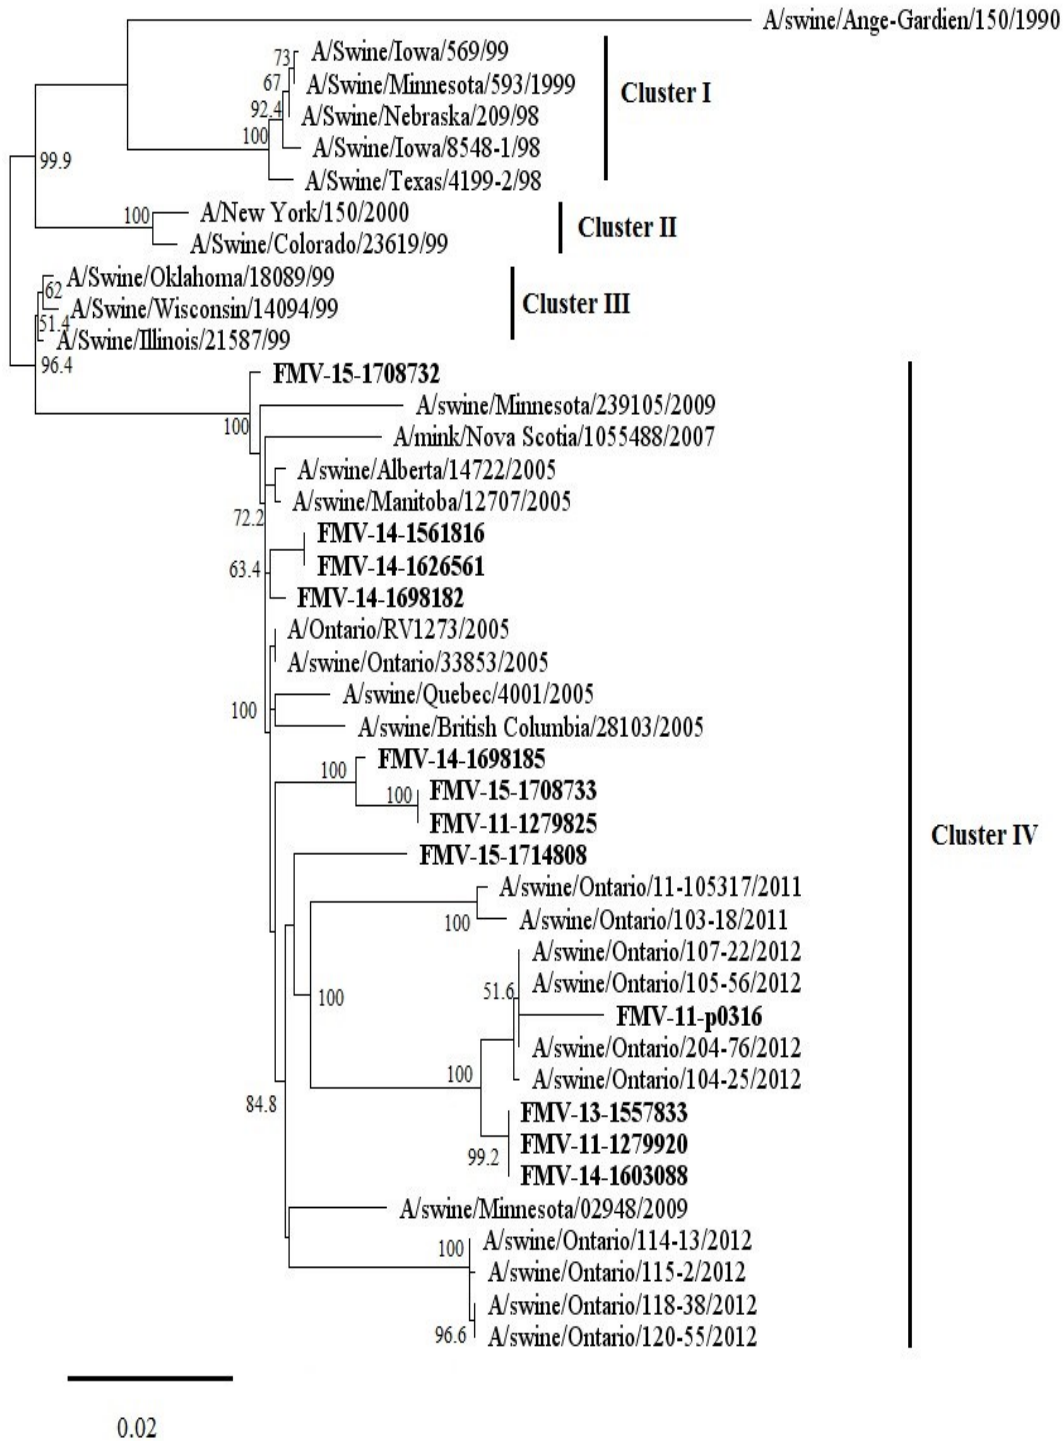 A/swine/Ange-Gardien/150/1990
73
A/Swine/Iowa/569/99
67
A/Swine/Minnesota/593/1999
Cluster I
92.4
A/Swine/Nebraska/209/98
100
A/Swine/Iowa/8548-1/98
99.9
A/Swine/Texas/4199-2/98
100
A/New York/150/2000
Cluster II
A/Swine/Colorado/23619/99
A/Swine/Oklahoma/18089/99
62
A/Swine/Wisconsin/14094/99
Cluster III
51.4
A/Swine/Illinois/21587/99
96.4
FMV-15-1708732
A/swine/Minnesota/239105/2009
100
A/mink/Nova Scotia/1055488/2007
A/swine/Alberta/14722/2005
A/swine/Manitoba/12707/2005
72.2
FMV-14-1561816
63.4
FMV-14-1626561
FMV-14-1698182
A/Ontario/RV1273/2005
A/swine/Ontario/33853/2005
A/swine/Quebec/4001/2005
100
A/swine/British Columbia/28103/2005
FMV-14-1698185
100
FMV-15-1708733
100
FMV-11-1279825
Cluster IV
FMV-15-1714808
A/swine/Ontario/11-105317/2011
100
A/swine/Ontario/103-18/2011
A/swine/Ontario/107-22/2012
A/swine/Ontario/105-56/2012
51.6
100
FMV-11-p0316
A/swine/Ontario/204-76/2012
100
A/swine/Ontario/104-25/2012
84.8
FMV-13-1557833
FMV-11-1279920
99.2
FMV-14-1603088
A/swine/Minnesota/02948/2009
100
A/swine/Ontario/114-13/2012
A/swine/Ontario/115-2/2012
A/swine/Ontario/118-38/2012
96.6
A/swine/Ontario/120-55/2012
0.02